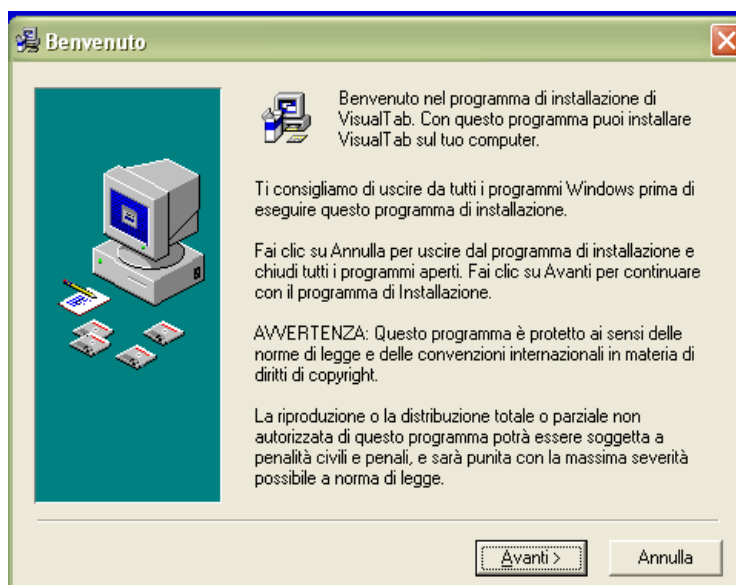 Benvenuto
Benvenuto nel programma di installazione di
VisualTab. Con questo programma puoi installare
VisualTab sul tuo computer.
Ti consigliamo di uscire da tutti i programmi Windows prima di
eseguire questo programma di installazione.
Fai clic su Annulla per uscire dal programma di installazione e
chiudi tutti i programmi aperti. Fai clic su Avanti per continuare
con il programma di Installazione.
AVVERTENZA: Questo programma è protetto ai sensi delle
norme di legge e delle convenzioni internazionali in materia di
diritti di copyright.
La riproduzione o la distribuzione totale o parziale non
autorizzata di questo programma potrà essere soggetta a
penalità civili e penali, e sarà punita con la massima severità
possibile a norma di legge.
Avanti >
Annulla